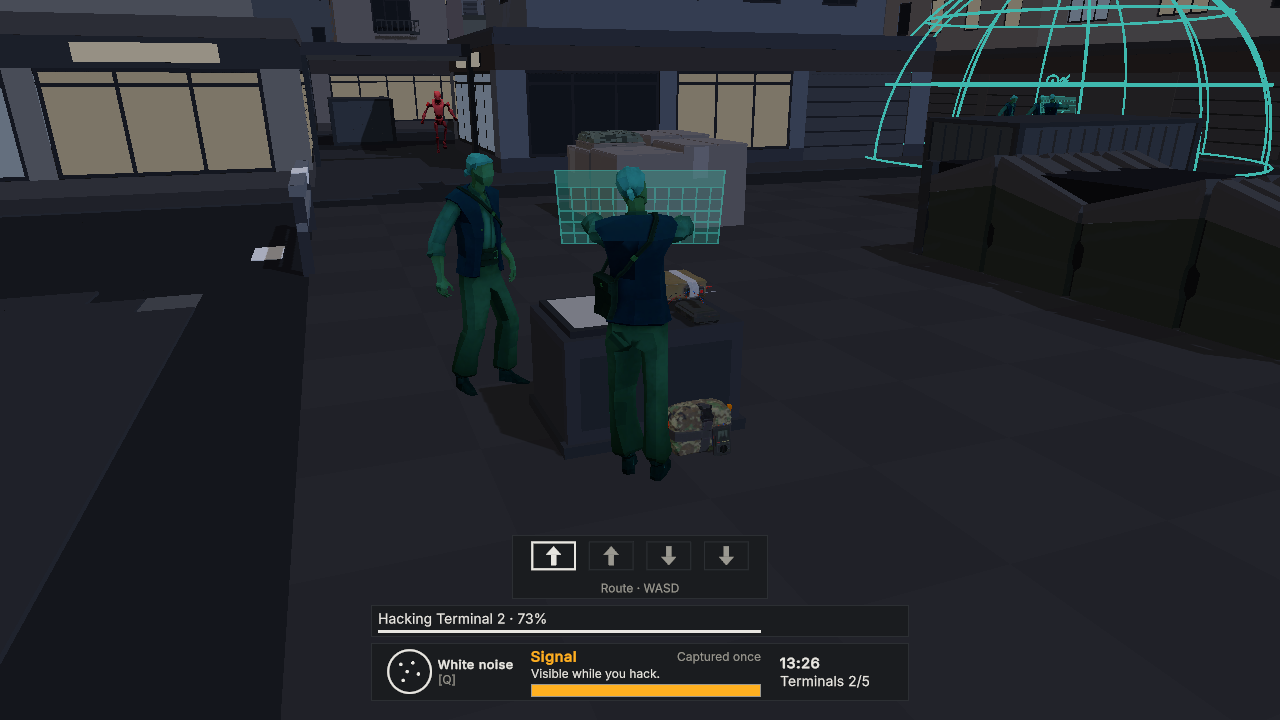 Route · WASD
Hacking Terminal 2 · 73%
White noise
[Q]
Signal
Captured once
Visible while you hack.
13:26
Terminals 2/5